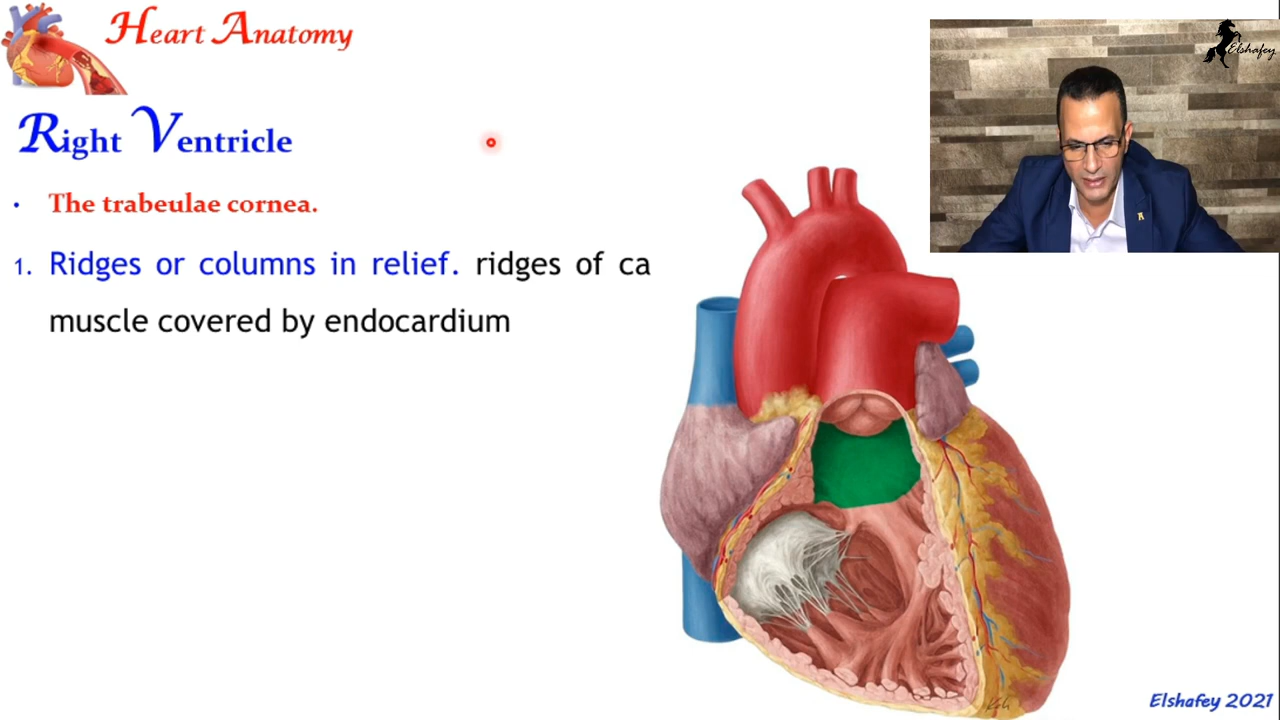 Heart Anatomy
Elshafey
Right Ventricle
• The trabeulae cornea.
1. Ridges or columns in relief. ridges of ca
muscle covered by endocardium
Elshafey 2021